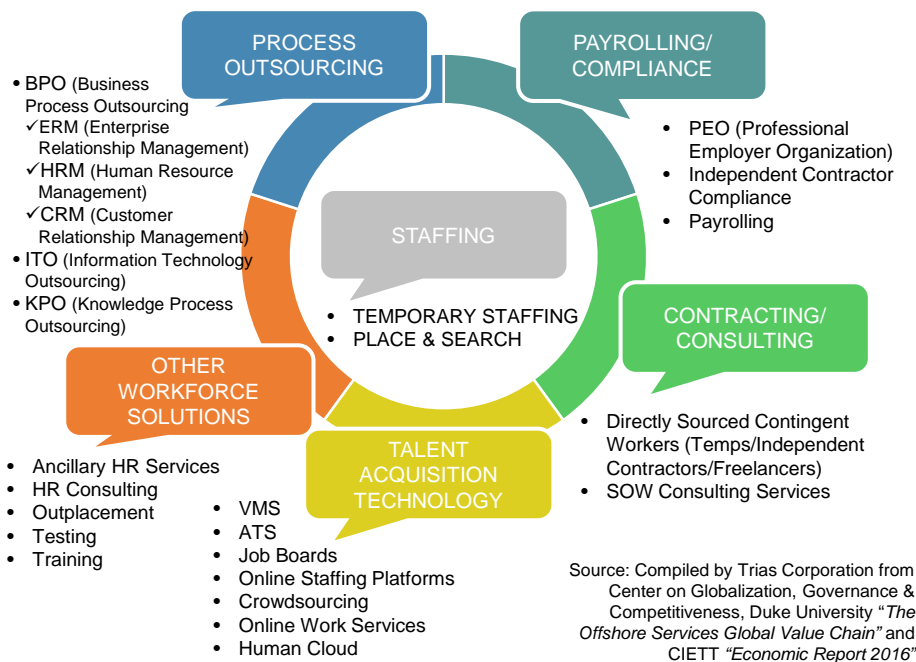 PROCESS
OUTSOURCING
• BPO (Business
Process Outsourcing
✓ERM (Enterprise
Relationship Management)
✓HRM (Human Resource
Management)
✓CRM (Customer
Relationship Management)
• ITO (Information Technology
Outsourcing)
• KPO (Knowledge Process
Outsourcing)
PAYROLLING/
COMPLIANCE
• PEO (Professional
Employer Organization)
• Independent Contractor
Compliance
• Payrolling
STAFFING
• TEMPORARY STAFFING
• PLACE & SEARCH
CONTRACTING/
CONSULTING
• Directly Sourced Contingent
Workers (Temps/Independent
Contractors/Freelancers)
• SOW Consulting Services
OTHER
WORKFORCE
SOLUTIONS
• Ancillary HR Services
• HR Consulting
• Outplacement
• Testing
• Training
TALENT
ACQUISITION
TECHNOLOGY
• VMS
• ATS
• Job Boards
• Online Staffing Platforms
• Crowdsourcing
• Online Work Services
• Human Cloud
Source: Compiled by Trias Corporation from
Center on Globalization, Governance &
Competitiveness, Duke University “The
Offshore Services Global Value Chain” and
CIETT “Economic Report 2016”